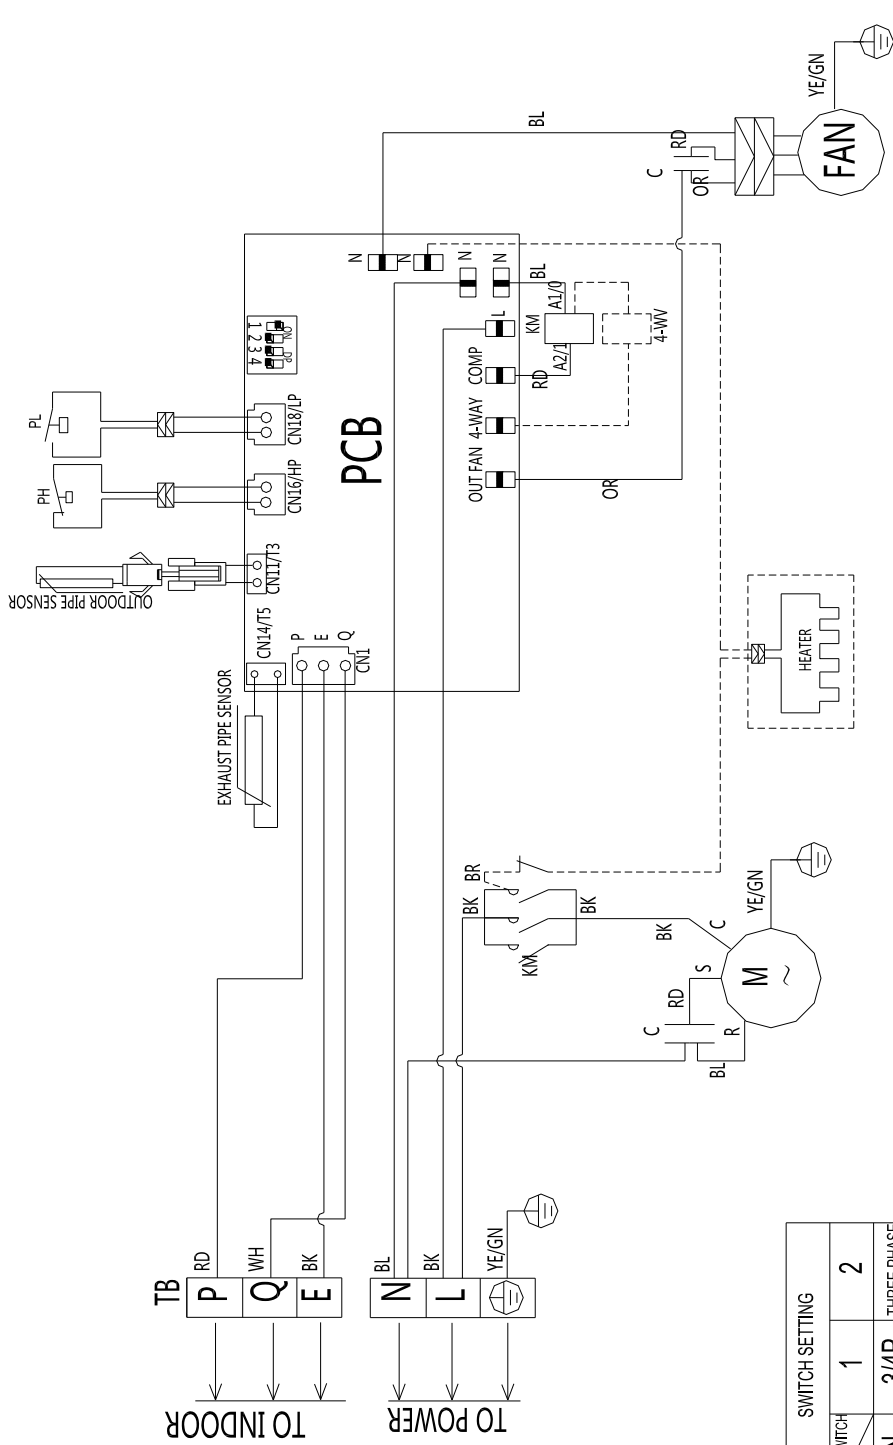 YE/GN
FAN
BL
RD
C
OR
N
N
N
N
BL
1 2 3 4
ON
DP
L
A1/0
KM
A2/1
4-WV
COMP
RD
4-WAY
OUT FAN
OR
PCB
PL
CN18/LP
PH
CN16/HP
OUTDOOR PIPE SENSOR
CN11/T3
CN14/T5
P
E
Q
CN1
EXHAUST PIPE SENSOR
HEATER
BR
BK
BK
KM
BK
C
YE/GN
M
~
S
RD
C
R
BL
TB
RD
P
WH
Q
BK
E
BL
N
BK
L
YE/GN
TO INDOOR
TO POWER
SWITCH SETTING
1
2
3/4P
THREE PHASE